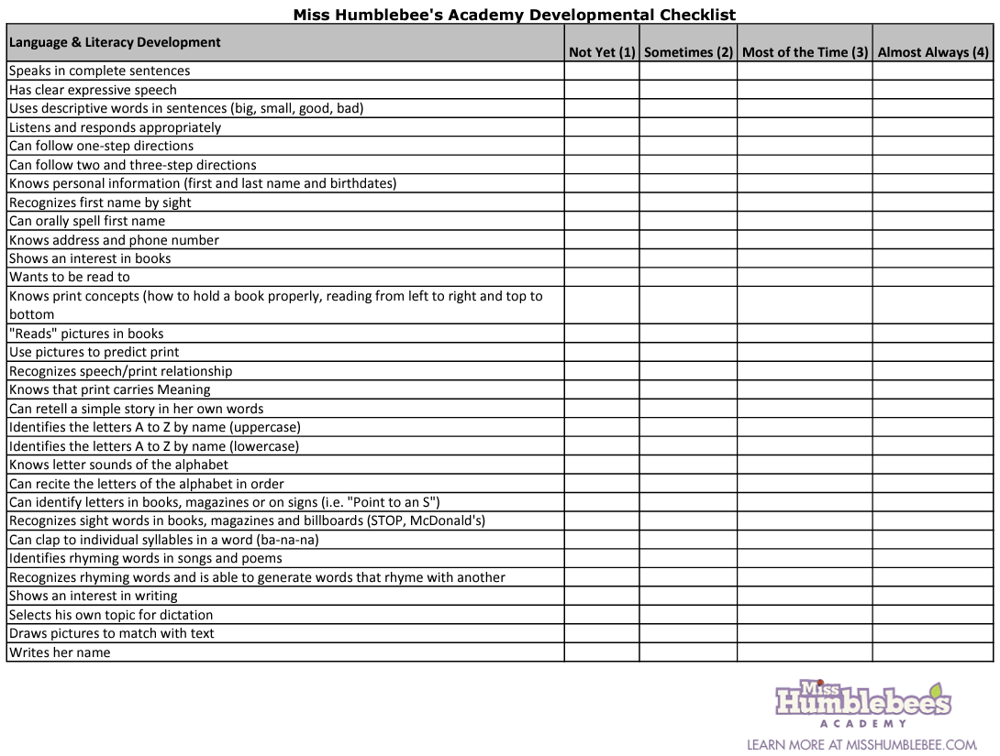 Miss Humblebee's Academy Developmental Checklist
Language & Literacy Development
Not Yet (1) Sometimes (2) Most of the Time (3) Almost Always (4)
Speaks in complete sentences
Has clear expressive speech
Uses descriptive words in sentences (big, small, good, bad)
Listens and responds appropriately
Can follow one-step directions
Can follow two and three-step directions
Knows personal information (first and last name and birthdates)
Recognizes first name by sight
Can orally spell first name
Knows address and phone number
Shows an interest in books
Wants to be read to
Knows print concepts (how to hold a book properly, reading from left to right and top to
bottom
"Reads" pictures in books
Use pictures to predict print
Recognizes speech/print relationship
Knows that print carries Meaning
Can retell a simple story in her own words
Identifies the letters A to Z by name (uppercase)
Identifies the letters A to Z by name (lowercase)
Knows letter sounds of the alphabet
Can recite the letters of the alphabet in order
Can identify letters in books, magazines or on signs (i.e. "Point to an S")
Recognizes sight words in books, magazines and billboards (STOP, McDonald's)
Can clap to individual syllables in a word (ba-na-na)
Identifies rhyming words in songs and poems
Recognizes rhyming words and is able to generate words that rhyme with another
Shows an interest in writing
Selects his own topic for dictation
Draws pictures to match with text
Writes her name
Miss
Humblebee's
ACADEMY
LEARN MORE AT MISSHUMBLEBEE.COM